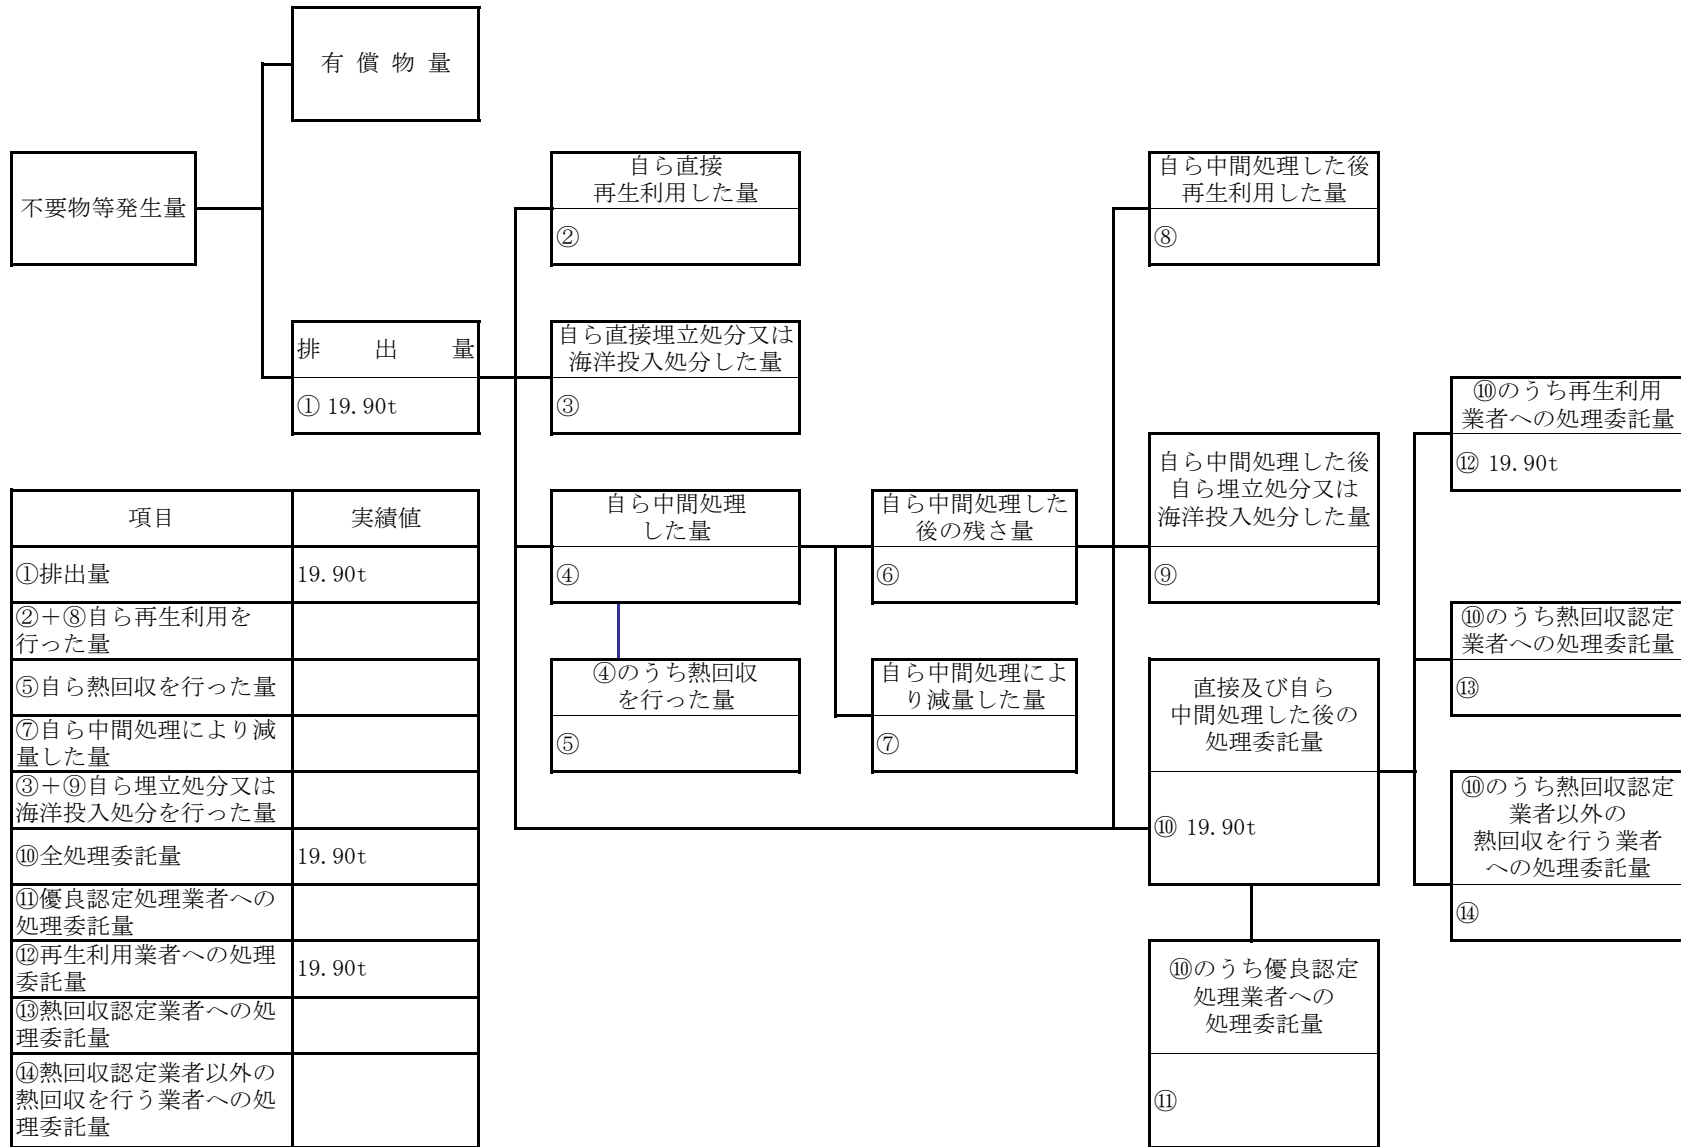 有償物量
不要物等発生量
自ら直接
再生利用した量
②
自ら中間処理した後
再生利用した量
⑧
排出量
① 19.90t
自ら直接埋立処分又は
海洋投入処分した量
③
⑩のうち再生利用
業者への処理委託量
⑫ 19.90t
自ら中間処理
した量
④
自ら中間処理した
後の残さ量
⑥
自ら中間処理した後
自ら埋立処分又は
海洋投入処分した量
⑨
⑩のうち熱回収認定
業者への処理委託量
⑬
④のうち熱回収
を行った量
⑤
自ら中間処理によ
り減量した量
⑦
直接及び自ら
中間処理した後の
処理委託量
⑩ 19.90t
⑩のうち熱回収認定
業者以外の
熱回収を行う業者
への処理委託量
⑭
⑩のうち優良認定
処理業者への
処理委託量
⑪
項目 実績値
①排出量 19.90t
②＋⑧自ら再生利用を
行った量
⑤自ら熱回収を行った量
⑦自ら中間処理により減
量した量
③＋⑨自ら埋立処分又は
海洋投入処分を行った量
⑩全処理委託量 19.90t
⑪優良認定処理業者への
処理委託量
⑫再生利用業者への処理
委託量 19.90t
⑬熱回収認定業者への処
理委託量
⑭熱回収認定業者以外の
熱回収を行う業者への処
理委託量